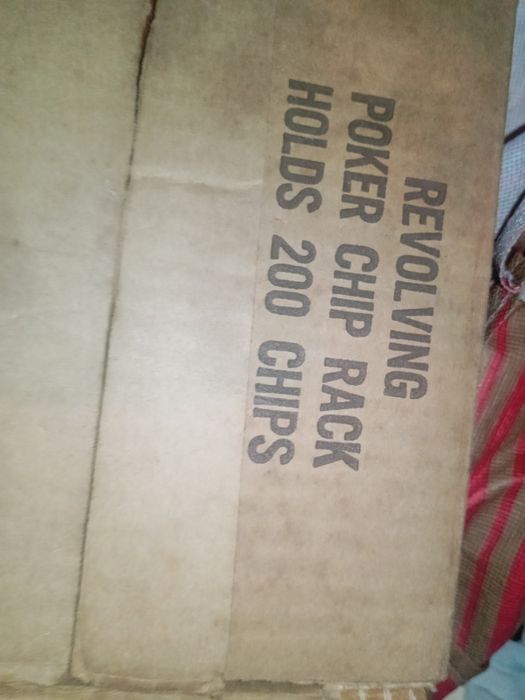 REVOLVING
POKER CHIP RACK
HOLDS 200 CHIPS